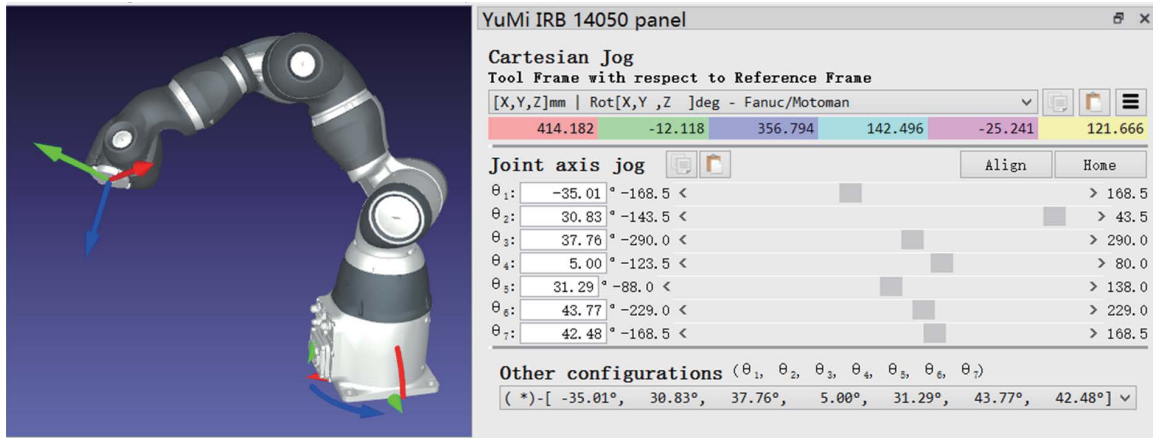 YuMi IRB 14050 panel
Cartesian Jog
Tool Frame with respect to Reference Frame
[X,Y,Z]mm | Rot[X,Y ,Z ]deg - Fanuc/Motoman
414.182 -12.118 356.794 142.496 -25.241 121.666
Joint axis jog Align Home
θ1: -35.01 ° -168.5 < > 168.5
θ2: 30.83 ° -143.5 < > 43.5
θ3: 37.76 ° -290.0 < > 290.0
θ4: 5.00 ° -123.5 < > 80.0
θ5: 31.29 ° -88.0 < > 138.0
θ6: 43.77 ° -229.0 < > 229.0
θ7: 42.48 ° -168.5 < > 168.5
Other configurations (θ1, θ2, θ3, θ4, θ5, θ6, θ7)
( *)-[ -35.01°, 30.83°, 37.76°, 5.00°, 31.29°, 43.77°, 42.48°]